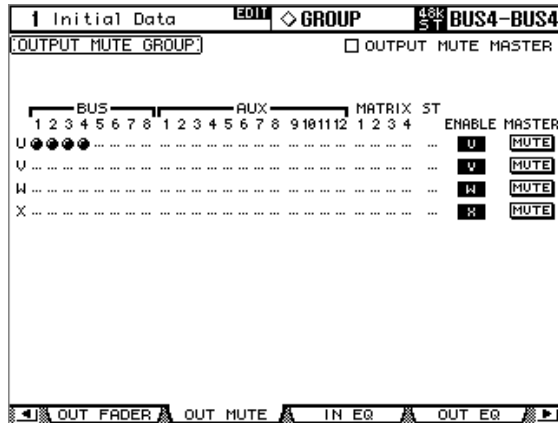 1 Initial Data EDIT GROUP 48k ST BUS4-BUS4
OUTPUT MUTE GROUP OUTPUT MUTE MASTER
BUS AUX MATRIX ST
1 2 3 4 5 6 7 8 1 2 3 4 5 6 7 8 9 10 11 12 1 2 3 4 ENABLE MASTER
U U MUTE
V V MUTE
W W MUTE
X X MUTE
OUT FADER OUT MUTE IN EQ OUT EQ